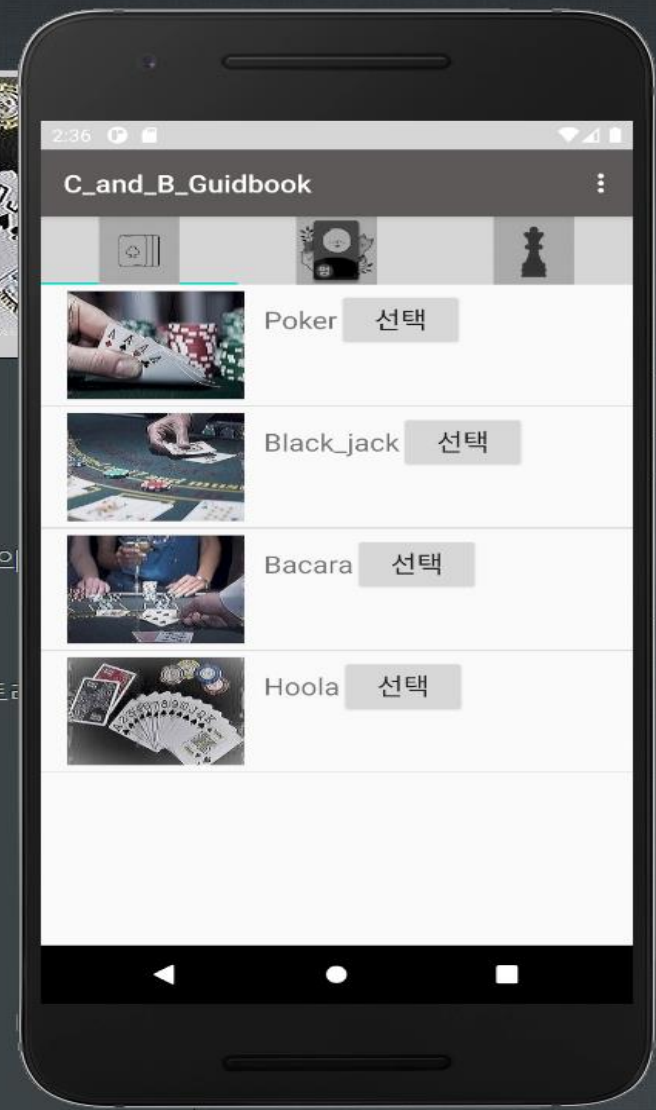 2:36
C_and_B_Guidbook
Poker 선택
Black_jack 선택
Bacara 선택
Hoola 선택